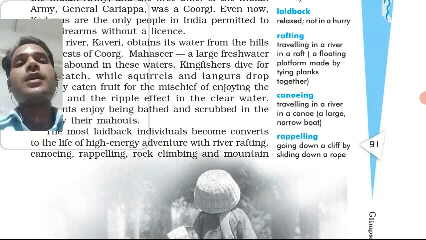 Army, General Cariappa, was a Coorgi. Even now,
are the only people in India permitted to
firearms without a licence.
river, Kaveri, obtains its water from the hills
of Coorg. Mahaseer — a large freshwater
abound in these waters. Kingfishers dive for
catch, while squirrels and langurs drop
eaten fruit for the mischief of enjoying the
and the ripple effect in the clear water.
enjoy being bathed and scrubbed in the
their mahouts.
The most laidback individuals become converts
to the life of high-energy adventure with river rafting,
canoeing, rappelling, rock climbing and mountain
laidback
relaxed; not in a hurry
rafting
travelling in a river
in a raft ( a floating
platform made by
tying planks
together)
canoeing
travelling in a river
in a canoe (a large,
narrow boat)
rappelling
going down a cliff by
sliding down a rope
91